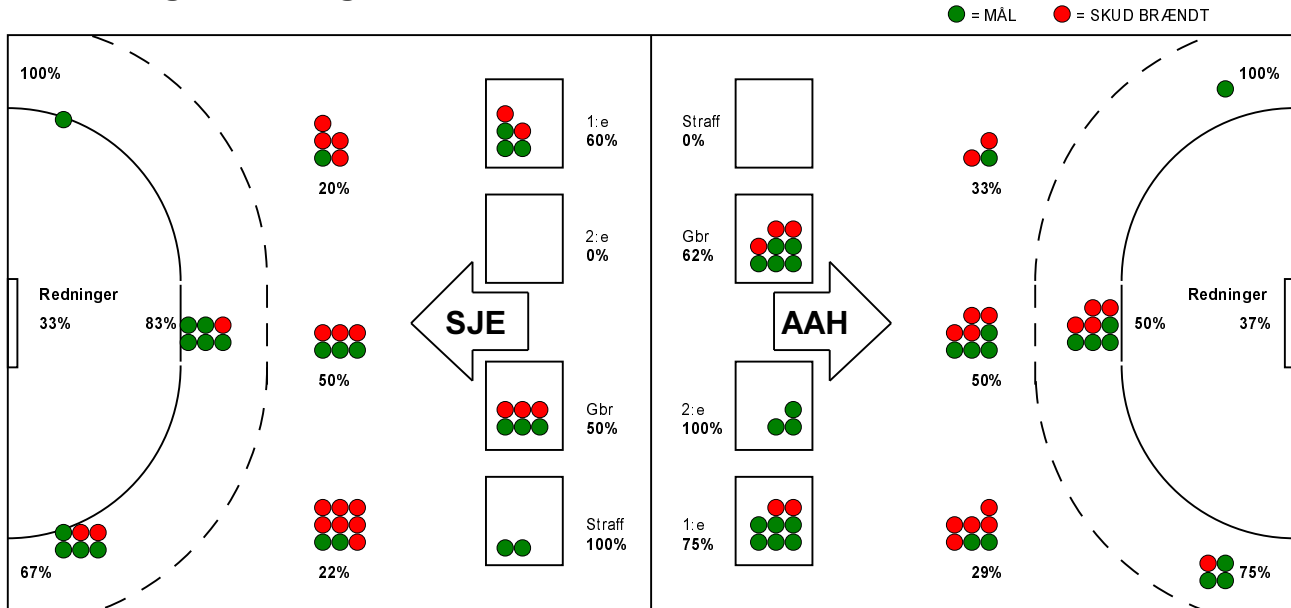 = MÅL
= SKUD BRÆNDT
100%
20%
1:e
60%
2:e
0%
Redninger
33%
83%
50%
SJE
Gbr
50%
Straff
100%
67%
22%
Straff
0%
Gbr
62%
AAH
2:e
100%
1:e
75%
100%
33%
Redninger
37%
50%
50%
29%
75%